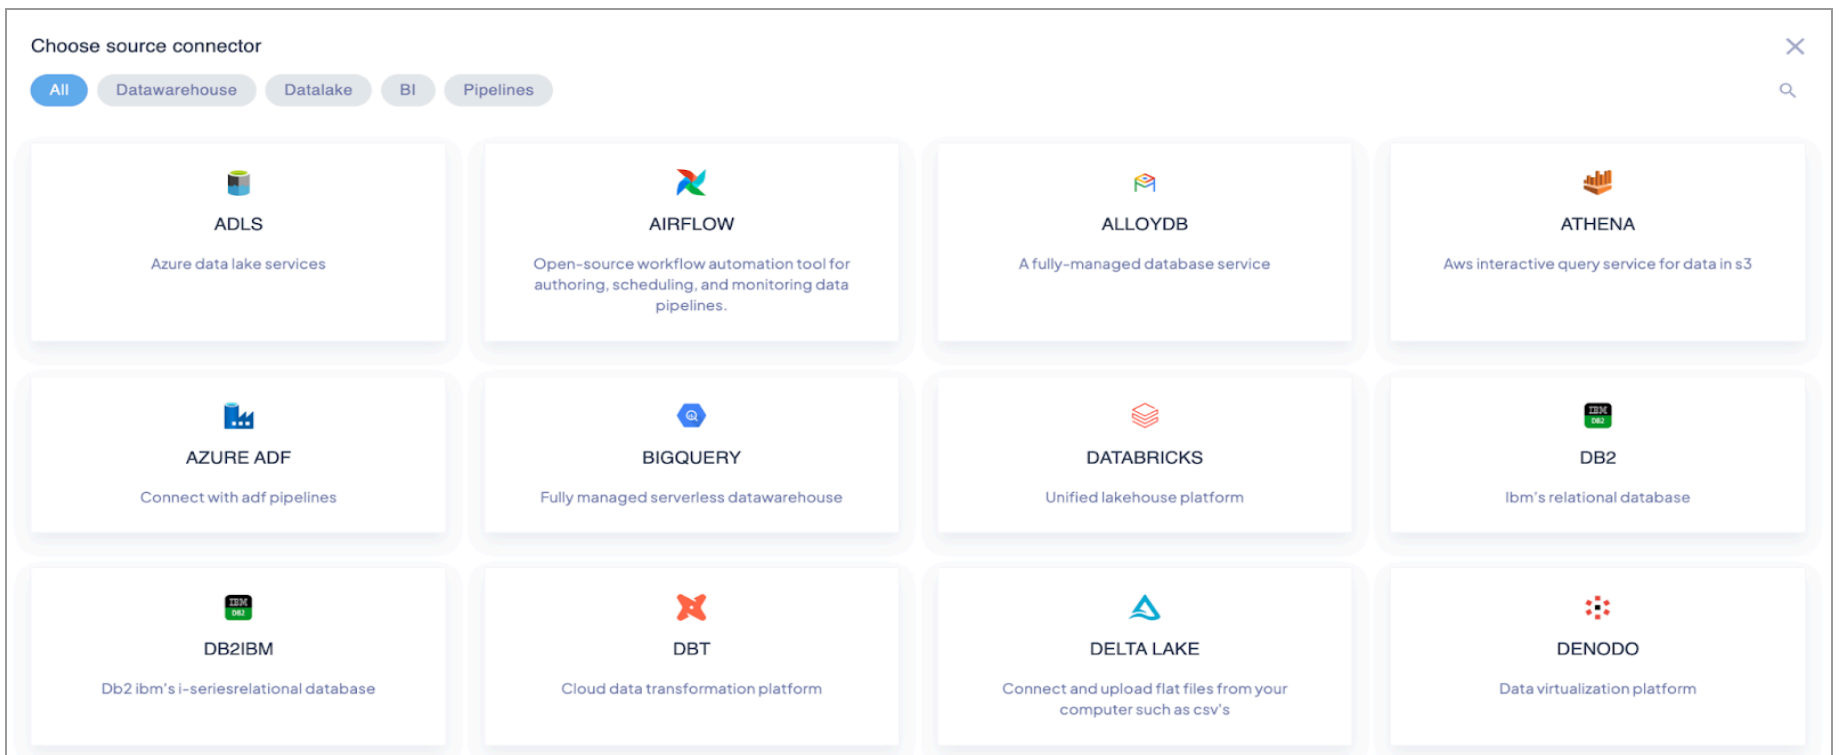 Choose source connector
All
Datawarehouse
Datalake
BI
Pipelines
ADLS
Azure data lake services
AIRFLOW
Open-source workflow automation tool for
authoring, scheduling, and monitoring data
pipelines.
ALLOYDB
A fully-managed database service
ATHENA
Aws interactive query service for data in s3
AZURE ADF
Connect with adf pipelines
BIGQUERY
Fully managed serverless datawarehouse
DATABRICKS
Unified lakehouse platform
IBM
DB2
DB2
Ibm's relational database
IBM
DB2
DB2IBM
Db2 ibm's i-seriesrelational database
DBT
Cloud data transformation platform
DELTA LAKE
Connect and upload flat files from your
computer such as csv's
DENODO
Data virtualization platform